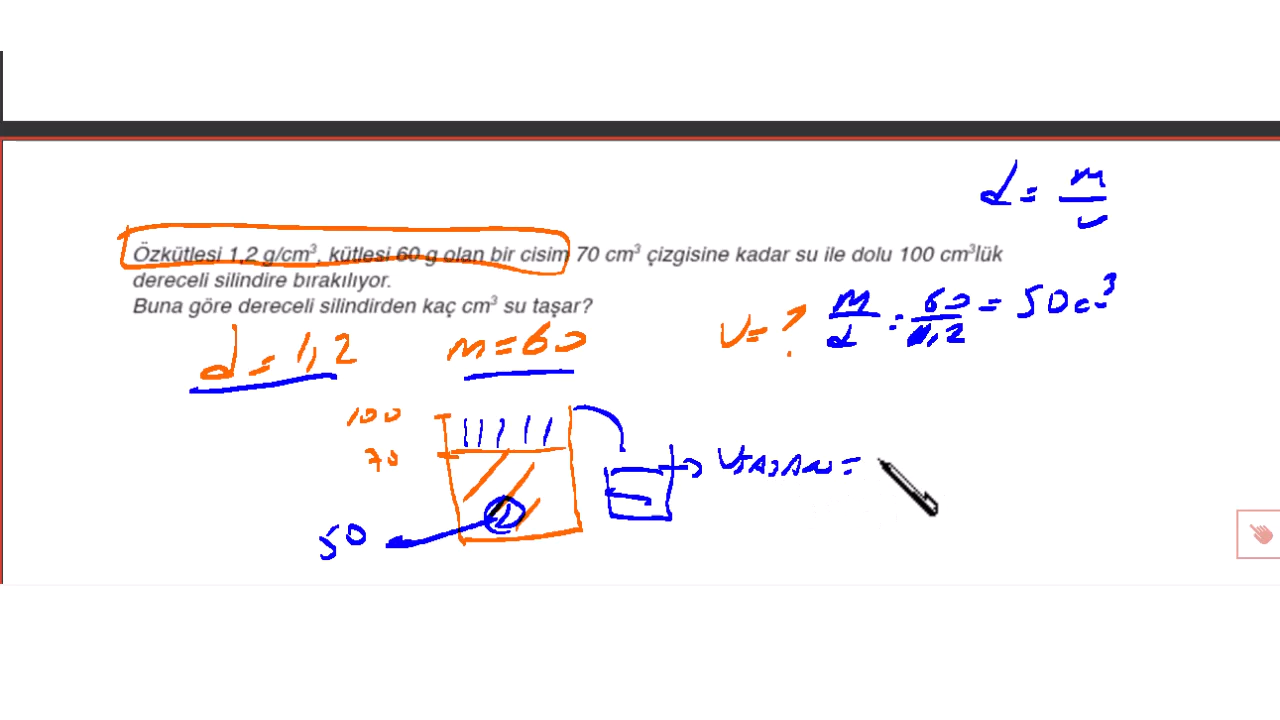 d = m/v
Özkütlesi 1,2 g/cm³, kütlesi 60 g olan bir cisim 70 cm³ çizgisine kadar su ile dolu 100 cm³lük
dereceli silindire bırakılıyor.
Buna göre dereceli silindirden kaç cm³ su taşar?
V = ? m/d = 60/1,2 = 50 cm³
d = 1,2 m = 60
100
70
VTAŞAN =
50